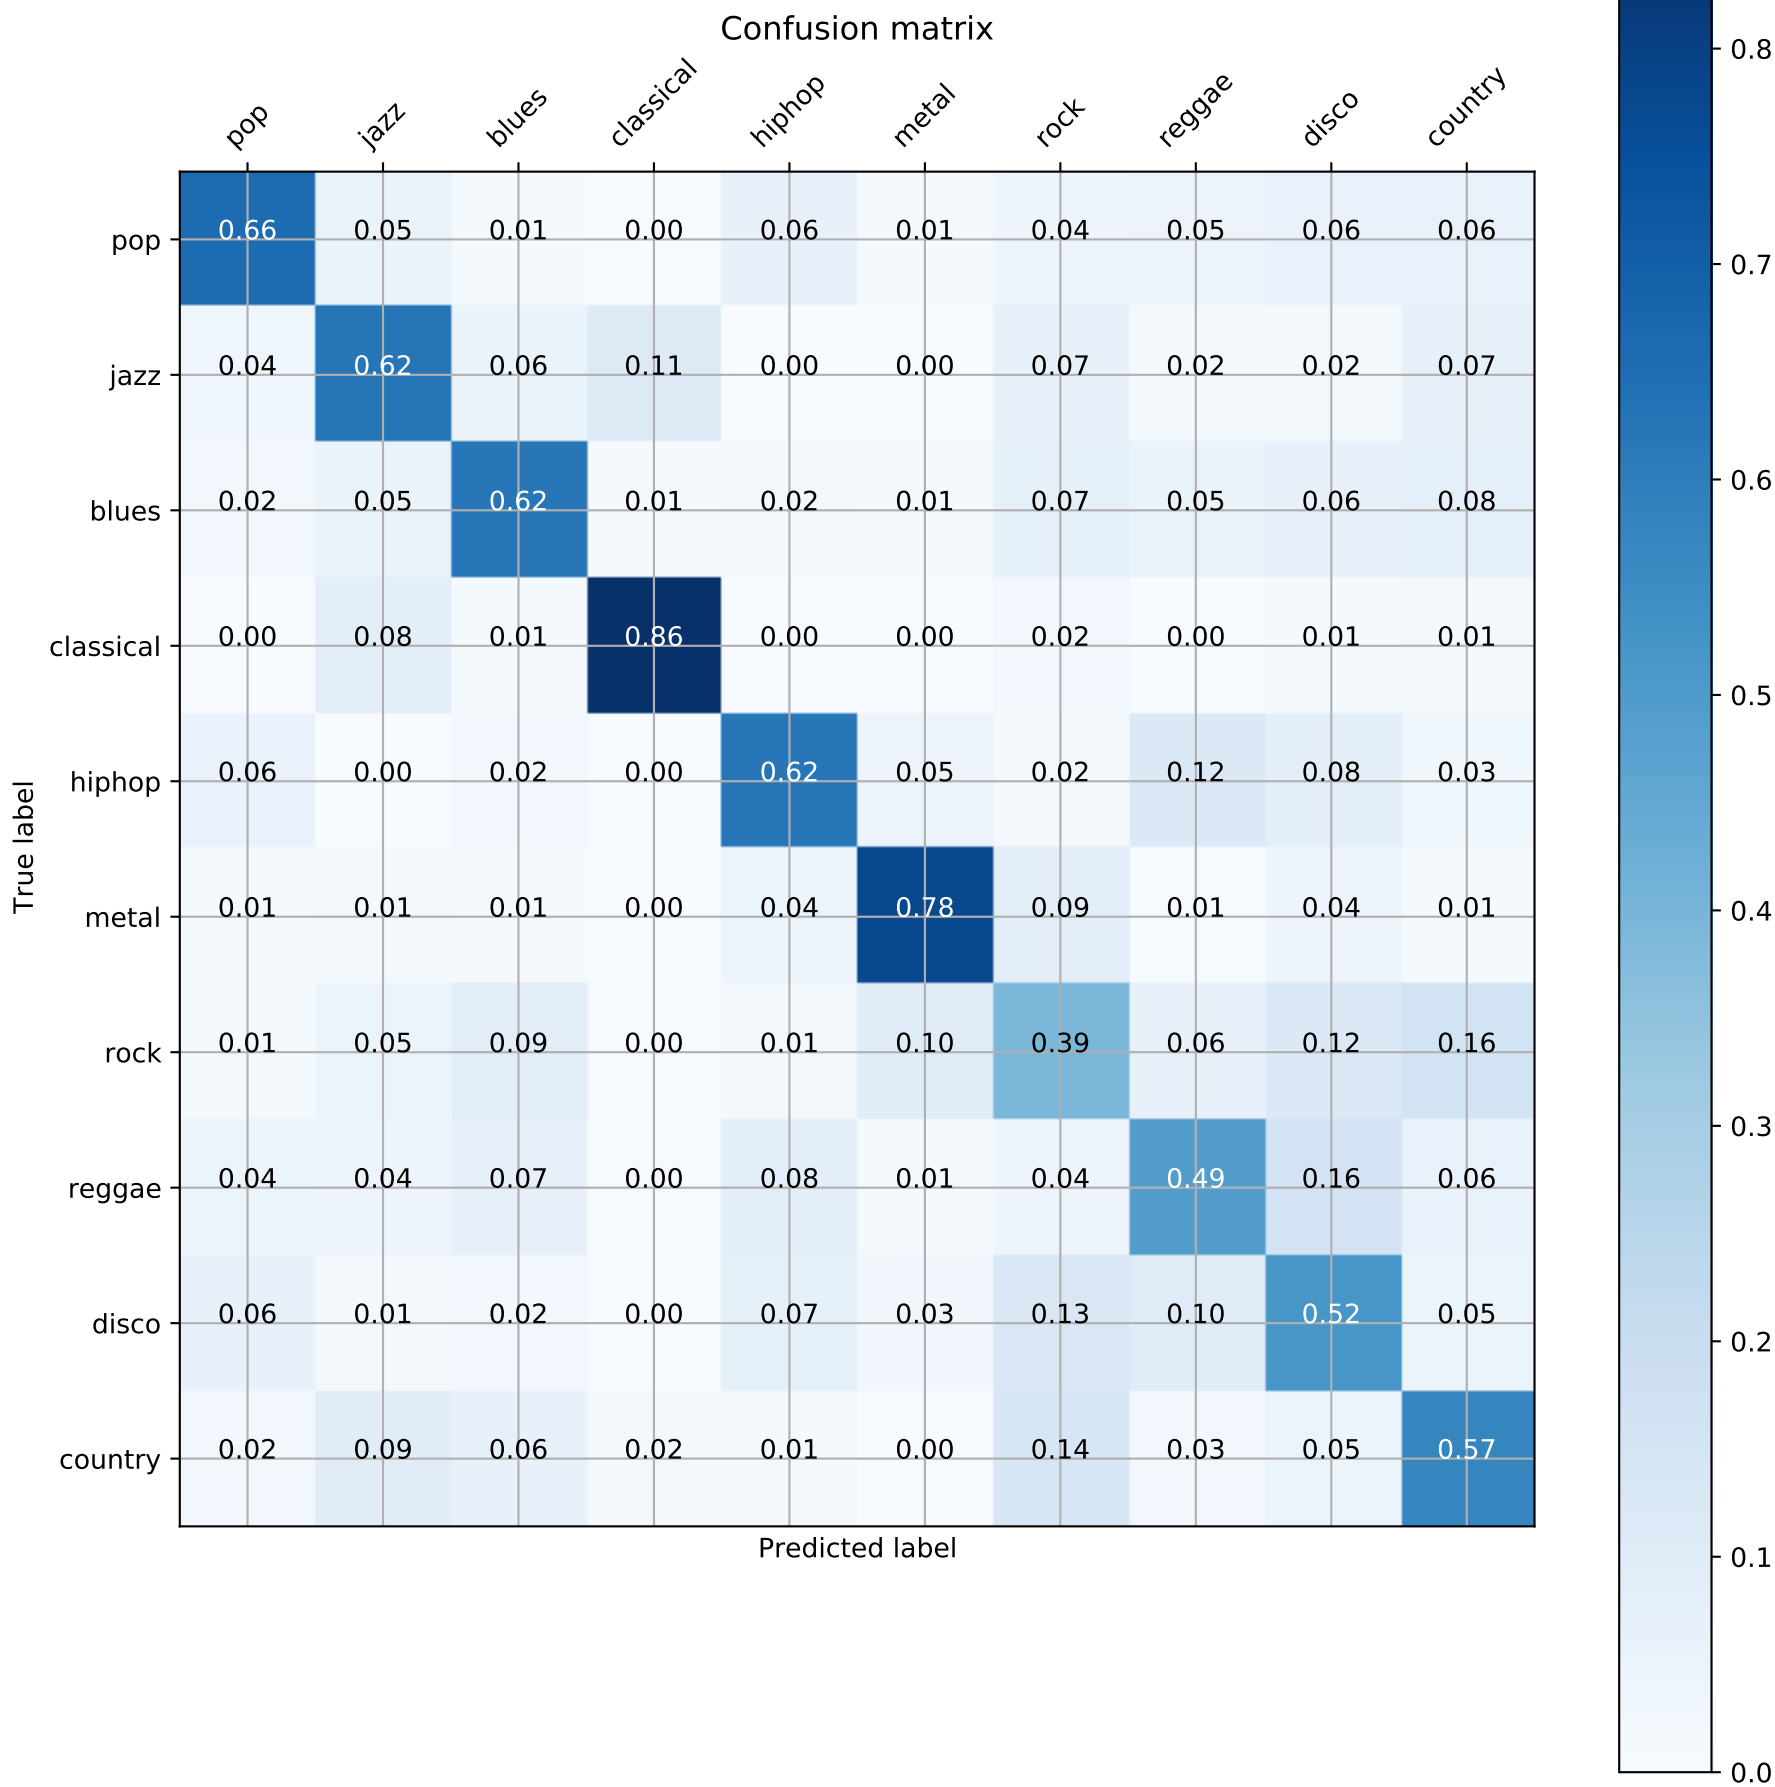 Confusion matrix
pop jazz blues classical hiphop metal rock reggae disco country
pop 0.66 0.05 0.01 0.00 0.06 0.01 0.04 0.05 0.06 0.06
jazz 0.04 0.62 0.06 0.11 0.00 0.00 0.07 0.02 0.02 0.07
blues 0.02 0.05 0.62 0.01 0.02 0.01 0.07 0.05 0.06 0.08
classical 0.00 0.08 0.01 0.86 0.00 0.00 0.02 0.00 0.01 0.01
hiphop 0.06 0.00 0.02 0.00 0.62 0.05 0.02 0.12 0.08 0.03
metal 0.01 0.01 0.01 0.00 0.04 0.78 0.09 0.01 0.04 0.01
rock 0.01 0.05 0.09 0.00 0.01 0.10 0.39 0.06 0.12 0.16
reggae 0.04 0.04 0.07 0.00 0.08 0.01 0.04 0.49 0.16 0.06
disco 0.06 0.01 0.02 0.00 0.07 0.03 0.13 0.10 0.52 0.05
country 0.02 0.09 0.06 0.02 0.01 0.00 0.14 0.03 0.05 0.57
True label
Predicted label
0.8
0.7
0.6
0.5
0.4
0.3
0.2
0.1
0.0